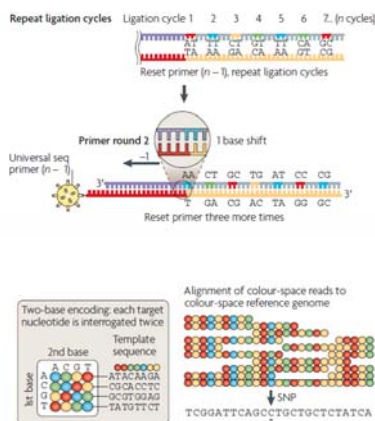 Repeat ligation cycles
Ligation cycle 1 2 3 4 5 6 7... (n cycles)
AT TT CT GT TT CA GC
TA AA GA CA AA GT CG
Reset primer (n − 1), repeat ligation cycles
Primer round 2
1 base shift
−1
Universal seq
primer (n − 1)
AA CT GC TG AT CC CG
3'
T GA CG AC TA GG GC
3'
Reset primer three more times
Two-base encoding: each target
nucleotide is interrogated twice
2nd base
A C G T
1st base
A
C
G
T
Template
sequence
ATACAAGA
CGCACCTC
GCGTGGAG
TATGTTCT
Alignment of colour-space reads to
colour-space reference genome
SNP
TCGGATTCAGCCTGCTGCTCTATCA